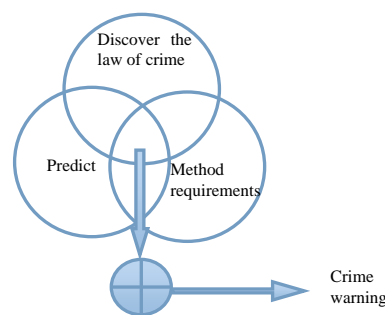 Discover the
law of crime
Predict
Method
requirements
Crime
warning